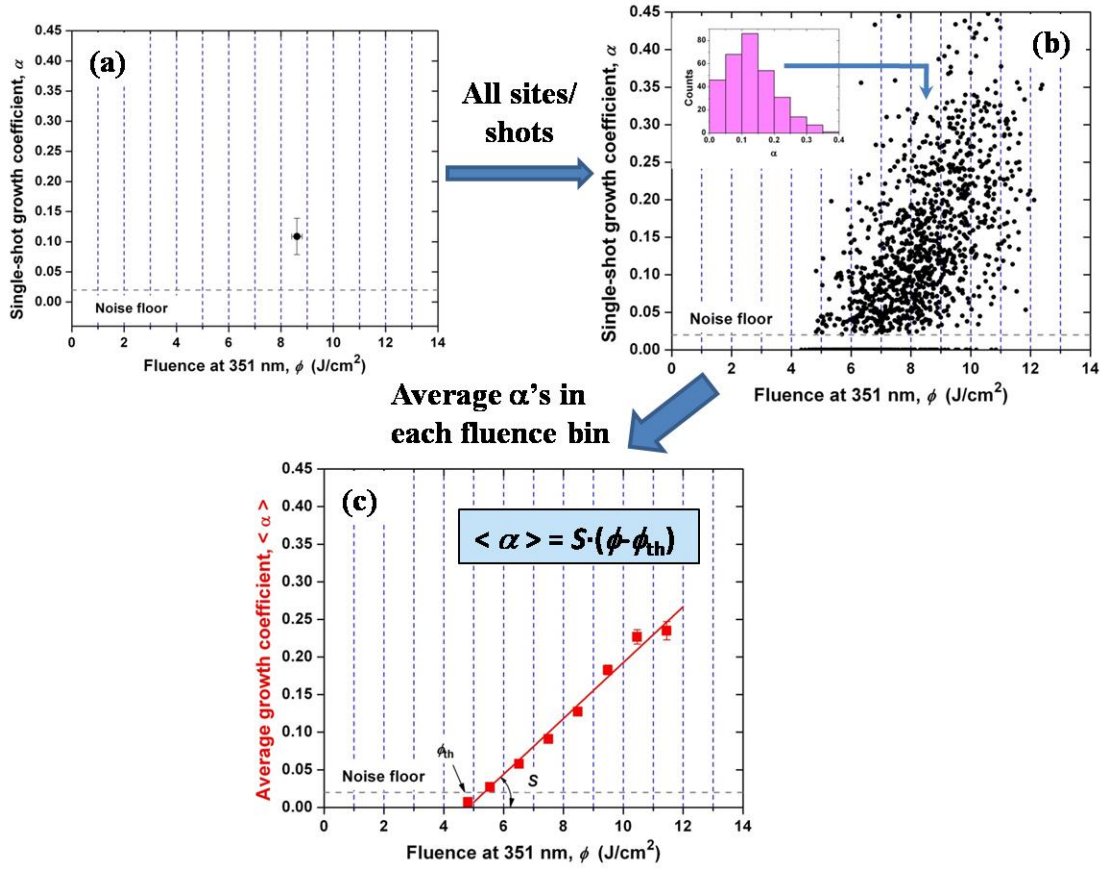 (a)
0.45
0.40
0.35
0.30
0.25
0.20
0.15
0.10
0.05
0.00
Single-shot growth coefficient, α
Noise floor
0 2 4 6 8 10 12 14
Fluence at 351 nm, ϕ (J/cm²)
All sites/
shots
(b)
0.45
0.40
0.35
0.30
0.25
0.20
0.15
0.10
0.05
0.00
Single-shot growth coefficient, α
80
60
40
20
0
Counts
0.0 0.1 0.2 0.3 0.4
α
Noise floor
0 2 4 6 8 10 12 14
Fluence at 351 nm, ϕ (J/cm²)
Average α's in
each fluence bin
(c)
0.45
0.40
0.35
0.30
0.25
0.20
0.15
0.10
0.05
0.00
Average growth coefficient, < α >
< α > = S·(ϕ-ϕth)
ϕth
S
Noise floor
0 2 4 6 8 10 12 14
Fluence at 351 nm, ϕ (J/cm²)